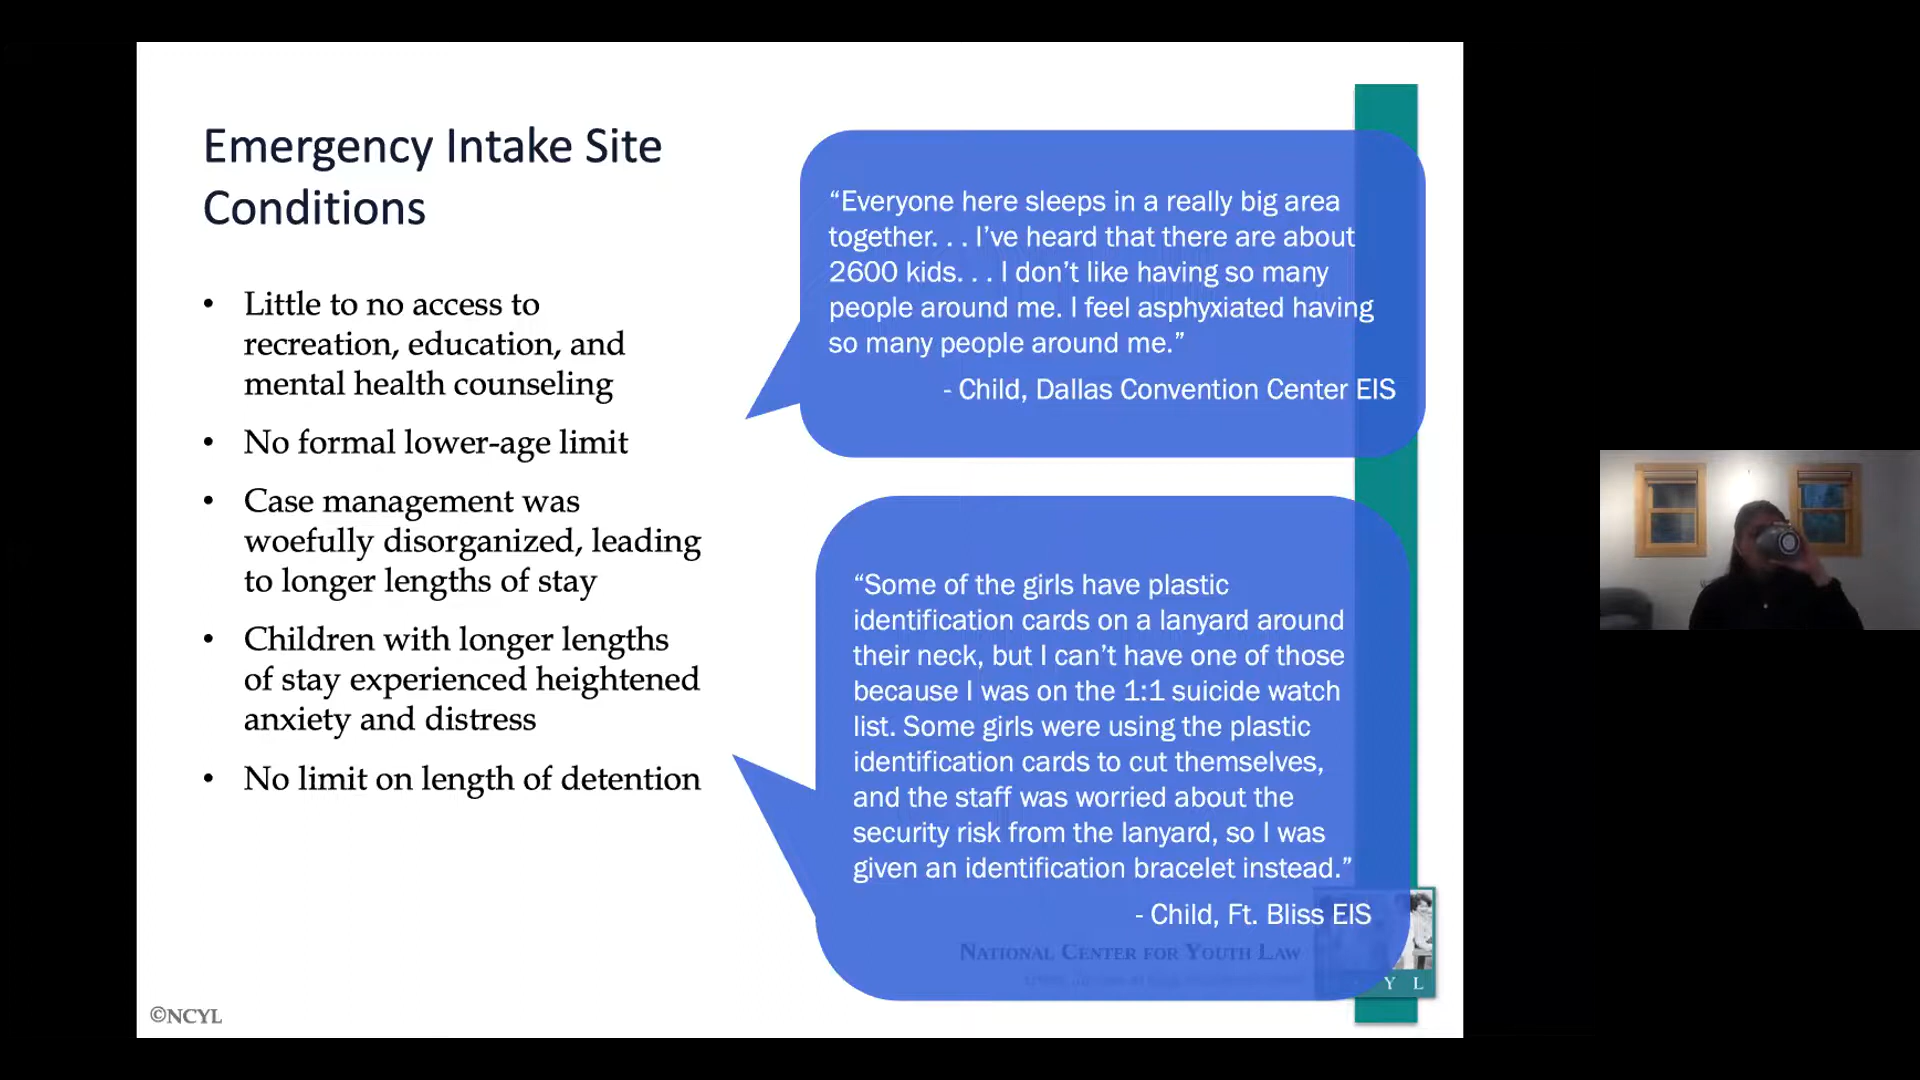 Emergency Intake Site
Conditions
• Little to no access to
recreation, education, and
mental health counseling
• No formal lower-age limit
• Case management was
woefully disorganized, leading
to longer lengths of stay
• Children with longer lengths
of stay experienced heightened
anxiety and distress
• No limit on length of detention
“Everyone here sleeps in a really big area
together. . . I’ve heard that there are about
2600 kids. . . I don’t like having so many
people around me. I feel asphyxiated having
so many people around me.”
- Child, Dallas Convention Center EIS
“Some of the girls have plastic
identification cards on a lanyard around
their neck, but I can’t have one of those
because I was on the 1:1 suicide watch
list. Some girls were using the plastic
identification cards to cut themselves,
and the staff was worried about the
security risk from the lanyard, so I was
given an identification bracelet instead.”
- Child, Ft. Bliss EIS
NATIONAL CENTER FOR YOUTH LAW
Y L
©NCYL